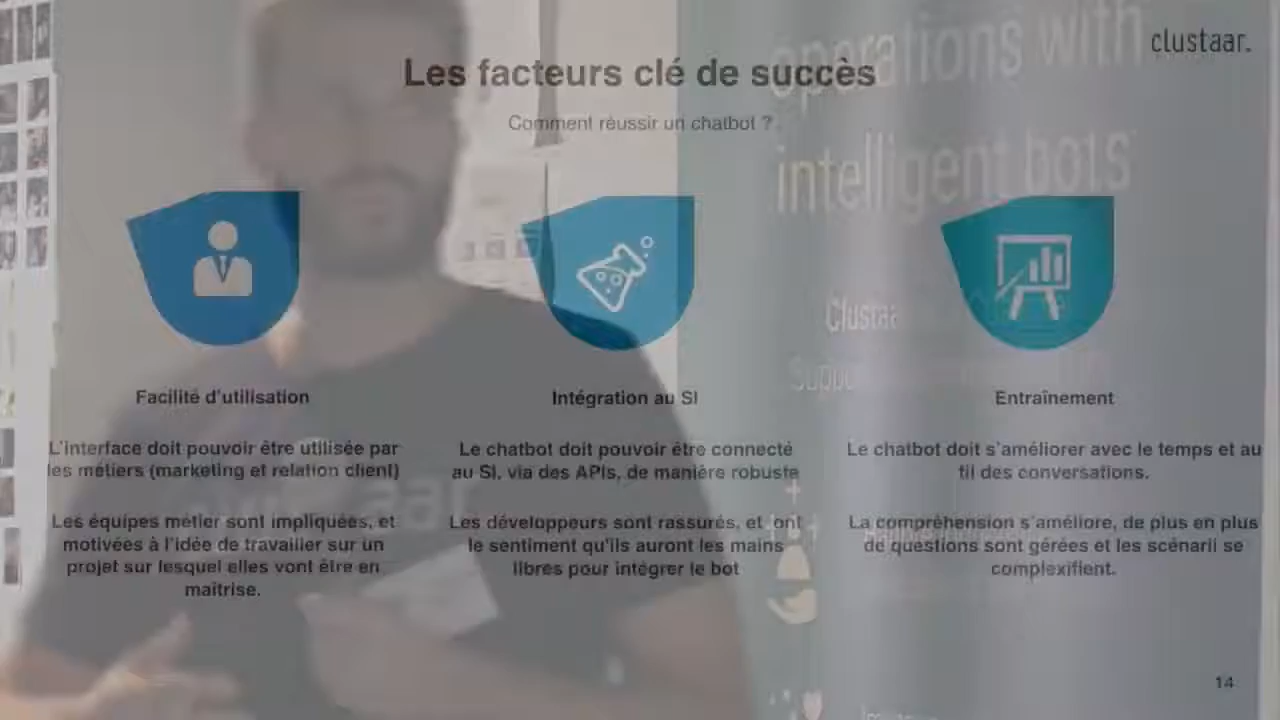 clustaar.
Les facteurs clé de succès
Comment réussir un chatbot ?
operations with
intelligent bots
Facilité d'utilisation
L'interface doit pouvoir être utilisée par
les métiers (marketing et relation client)
Les équipes métier sont impliquées, et
motivées à l'idée de travailler sur un
projet sur lesquel elles vont être en
maîtrise.
Intégration au SI
Le chatbot doit pouvoir être connecté
au SI, via des APIs, de manière robuste
Les développeurs sont rassurés, et ont
le sentiment qu'ils auront les mains
libres pour intégrer le bot
Entraînement
Le chatbot doit s'améliorer avec le temps et au
fil des conversations.
La compréhension s'améliore, de plus en plus
de questions sont gérées et les scénarii se
complexifient.
14